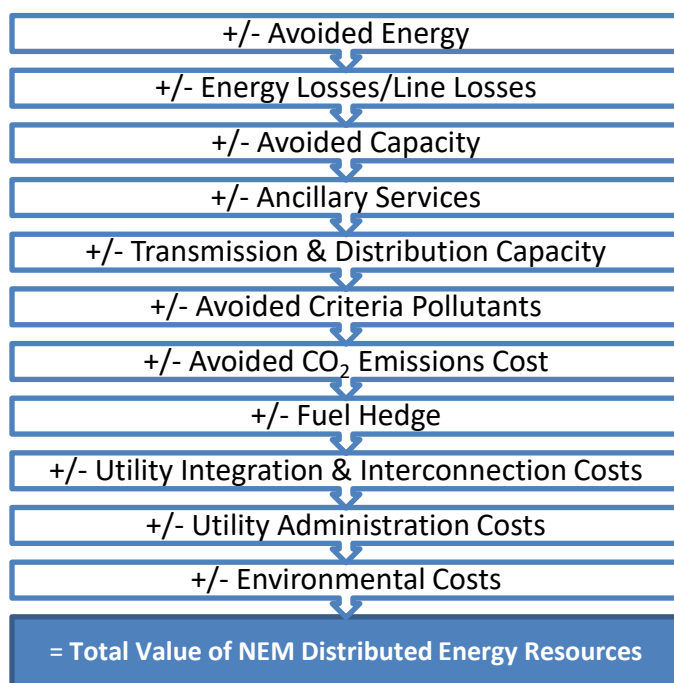 +/- Avoided Energy
+/- Energy Losses/Line Losses
+/- Avoided Capacity
+/- Ancillary Services
+/- Transmission & Distribution Capacity
+/- Avoided Criteria Pollutants
+/- Avoided CO₂ Emissions Cost
+/- Fuel Hedge
+/- Utility Integration & Interconnection Costs
+/- Utility Administration Costs
+/- Environmental Costs
= Total Value of NEM Distributed Energy Resources